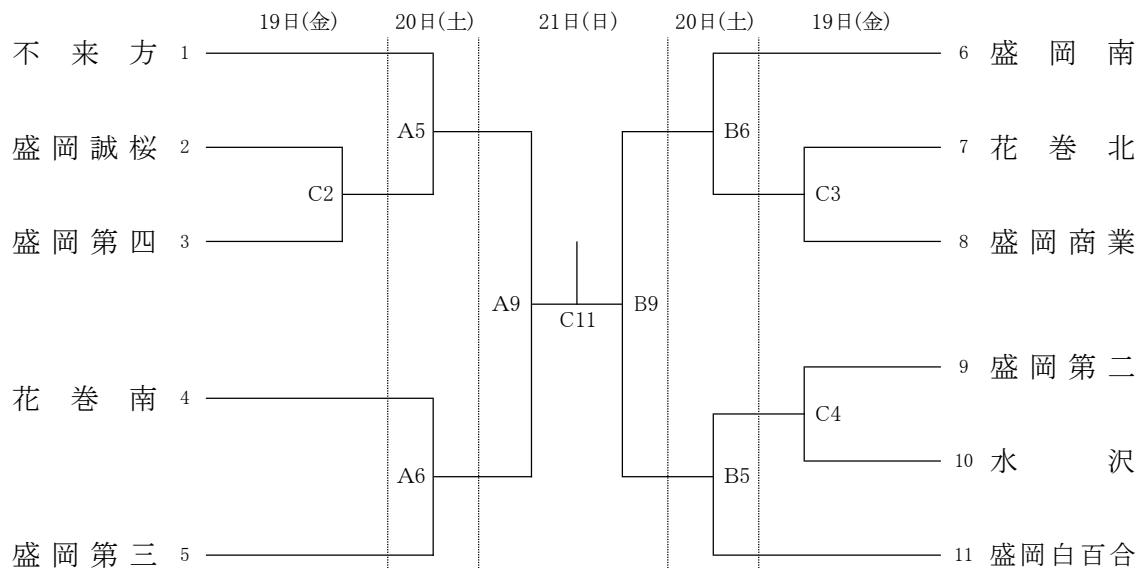 19日(金) 20日(土) 21日(日) 20日(土) 19日(金)
不来方 1
6 盛岡南
A5
B6
盛岡誠桜 2
7 花巻北
C2
C3
盛岡第四 3
8 盛岡商業
A9
B9
C11
9 盛岡第二
花巻南 4
C4
10 水沢
A6
B5
盛岡第三 5
11 盛岡白百合